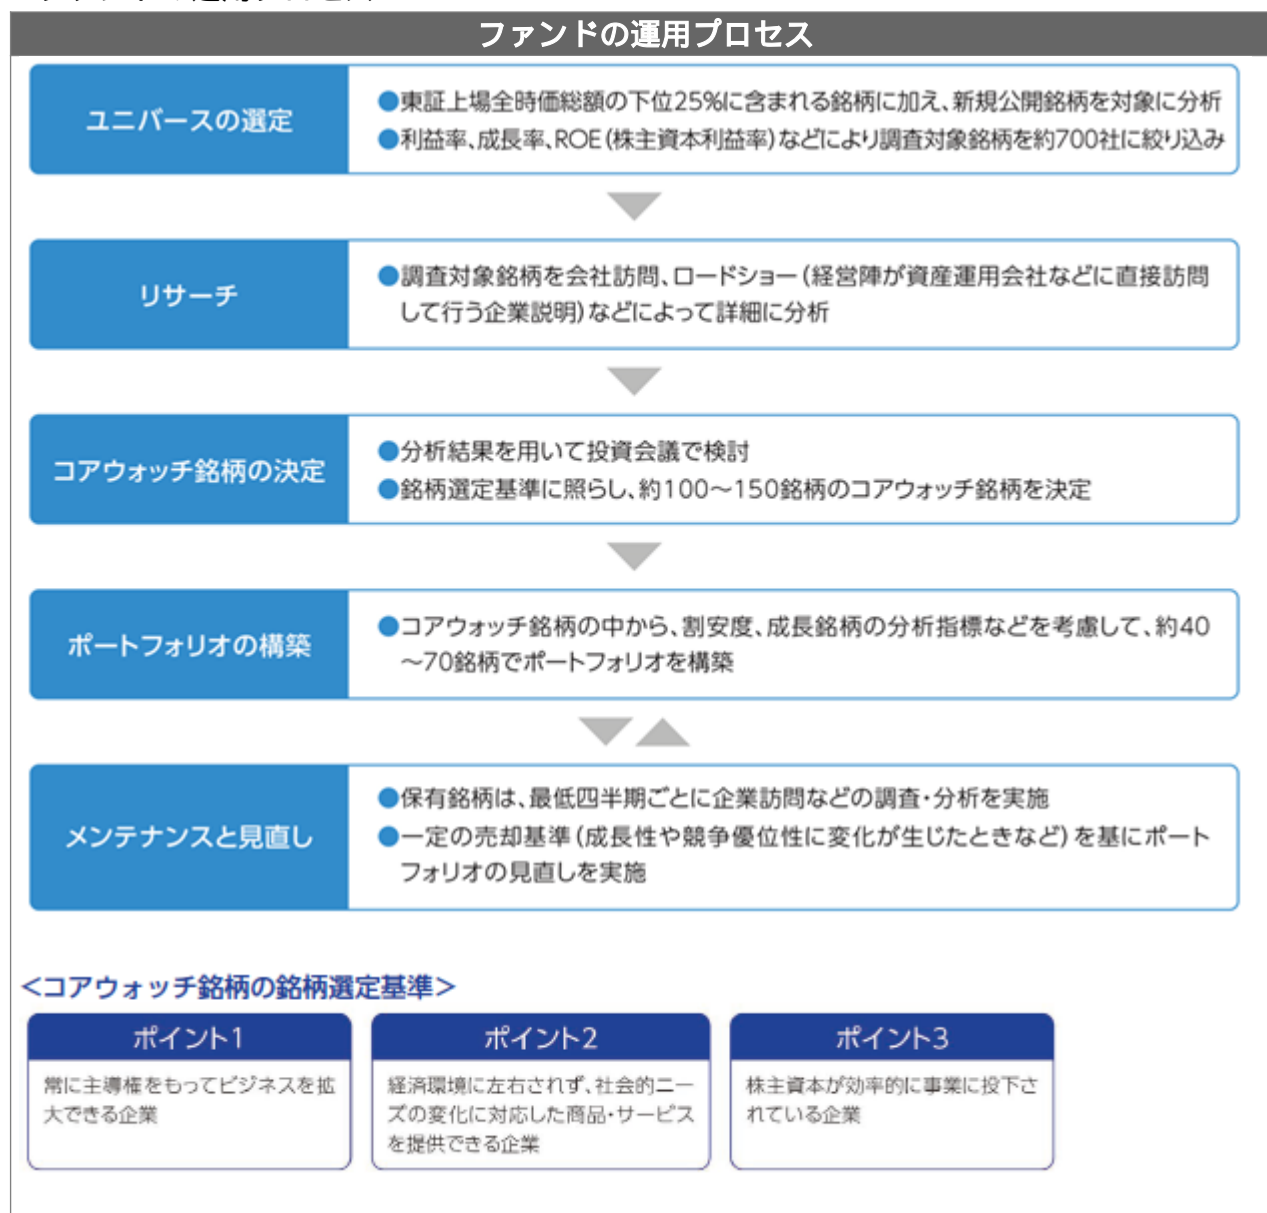 ファンドの運用プロセス
ユニバースの選定
●東証上場全時価総額の下位25%に含まれる銘柄に加え、新規公開銘柄を対象に分析
●利益率、成長率、ROE(株主資本利益率)などにより調査対象銘柄を約700社に絞り込み
リサーチ
●調査対象銘柄を会社訪問、ロードショー(経営陣が資産運用会社などに直接訪問
して行う企業説明)などによって詳細に分析
コアウォッチ銘柄の決定
●分析結果を用いて投資会議で検討
●銘柄選定基準に照らし、約100～150銘柄のコアウォッチ銘柄を決定
ポートフォリオの構築
●コアウォッチ銘柄の中から、割安度、成長銘柄の分析指標などを考慮して、約40
～70銘柄でポートフォリオを構築
メンテナンスと見直し
●保有銘柄は、最低四半期ごとに企業訪問などの調査・分析を実施
●一定の売却基準(成長性や競争優位性に変化が生じたときなど)を基にポート
フォリオの見直しを実施
＜コアウォッチ銘柄の銘柄選定基準＞
ポイント1
常に主導権をもってビジネスを拡
大できる企業
ポイント2
経済環境に左右されず、社会的ニー
ズの変化に対応した商品・サービス
を提供できる企業
ポイント3
株主資本が効率的に事業に投下さ
れている企業